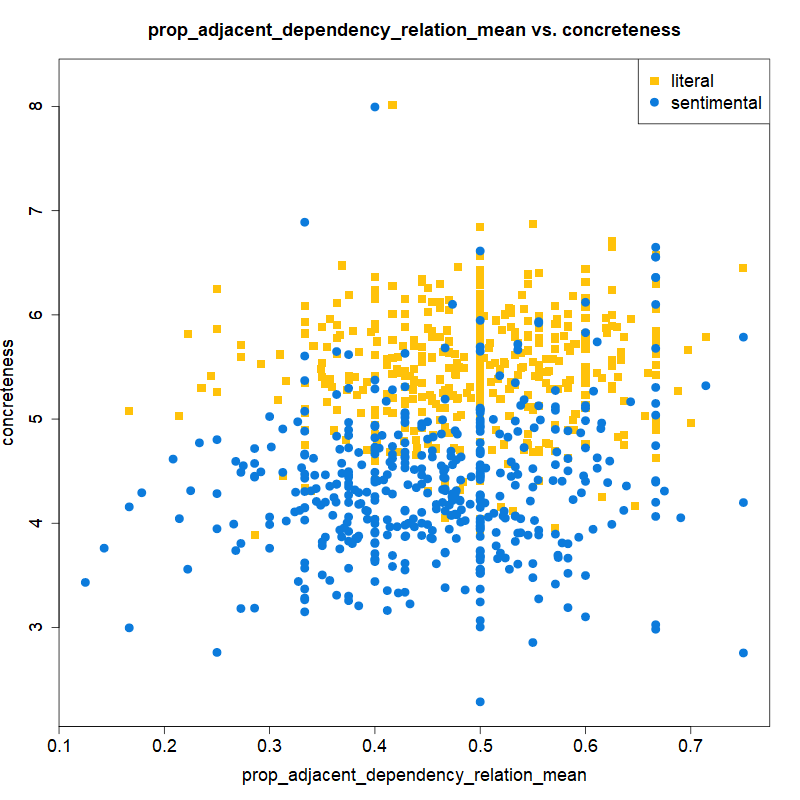 prop_adjacent_dependency_relation_mean vs. concreteness
literal
sentimental
concreteness
8
7
6
5
4
3
0.1 0.2 0.3 0.4 0.5 0.6 0.7
prop_adjacent_dependency_relation_mean